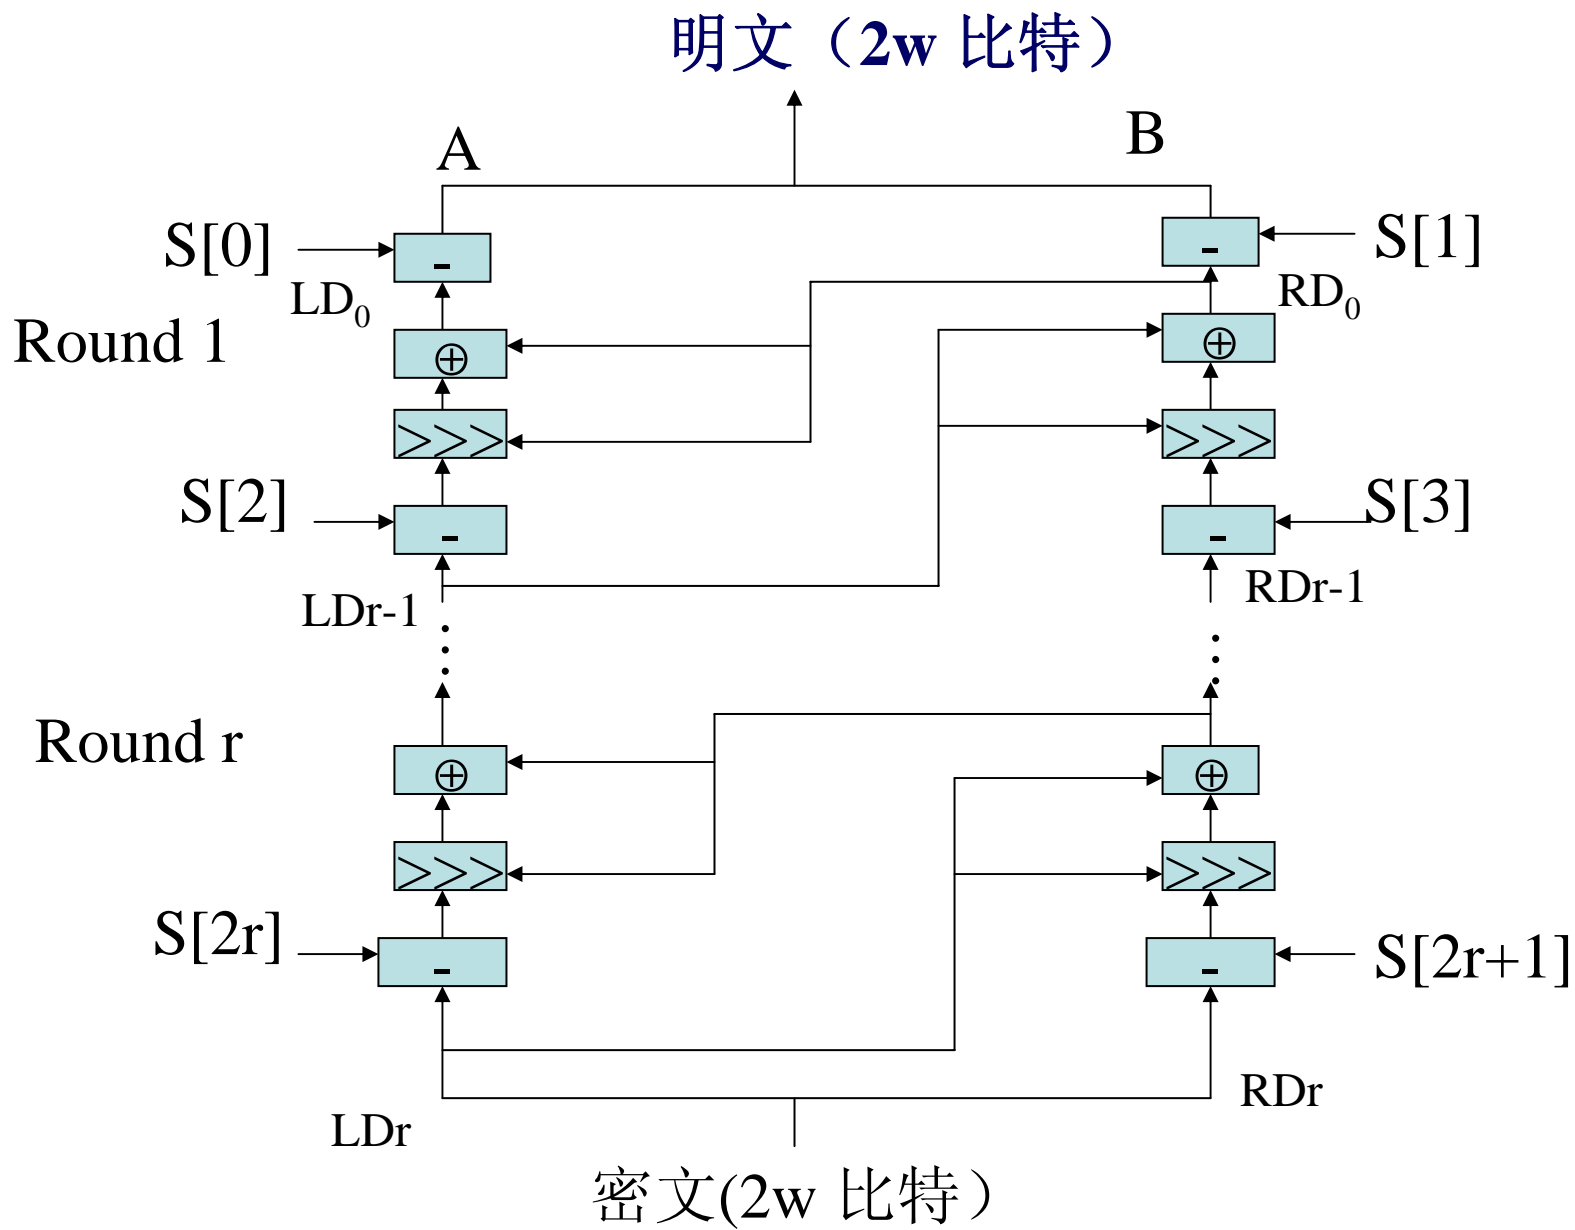 明文（2w 比特）
A
B
S[0]
-
-
S[1]
LD0
RD0
Round 1
⊕
⊕
>>>
>>>
S[2]
-
-
S[3]
LDr-1
RDr-1
⋮
⋮
Round r
⊕
⊕
>>>
>>>
S[2r]
-
-
S[2r+1]
LDr
RDr
密文(2w 比特）